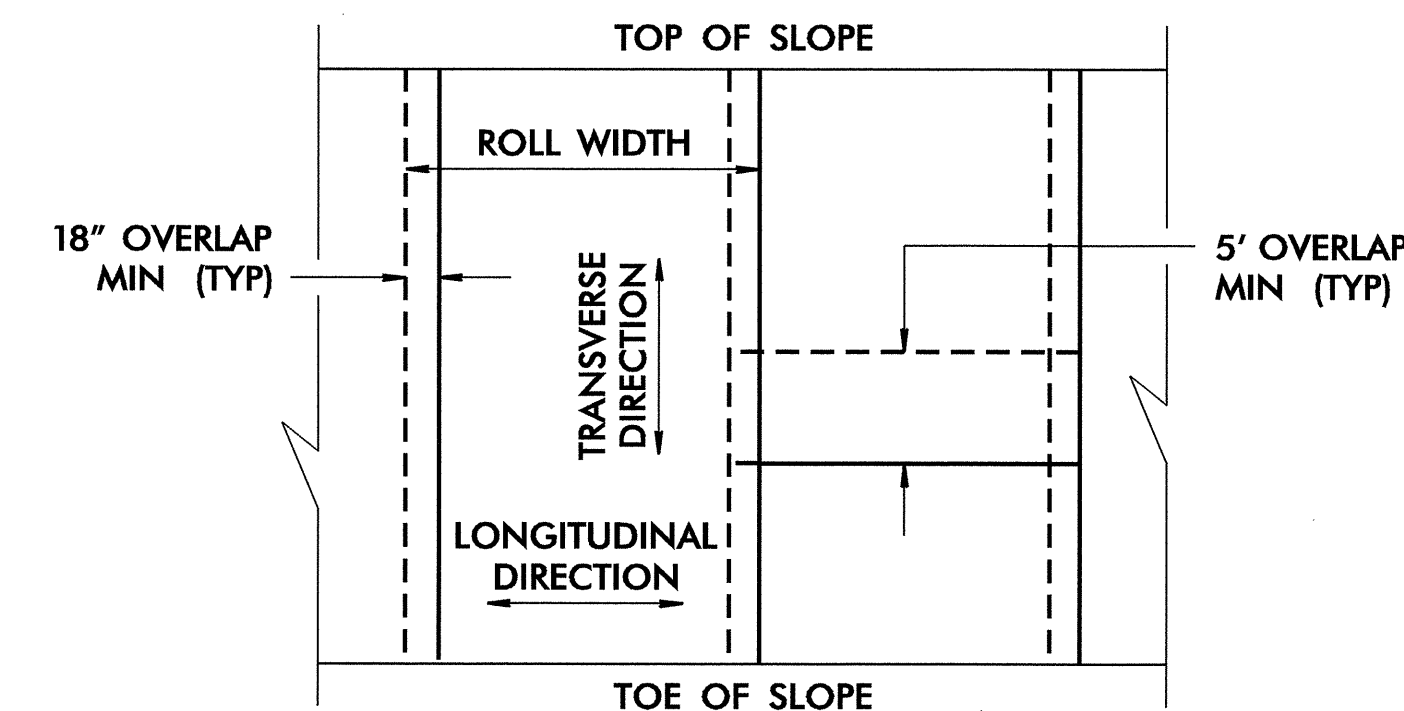 TOP OF SLOPE
ROLL WIDTH
18" OVERLAP
MIN (TYP)
5' OVERLAP
MIN (TYP)
TRANSVERSE
DIRECTION
LONGITUDINAL
DIRECTION
TOE OF SLOPE